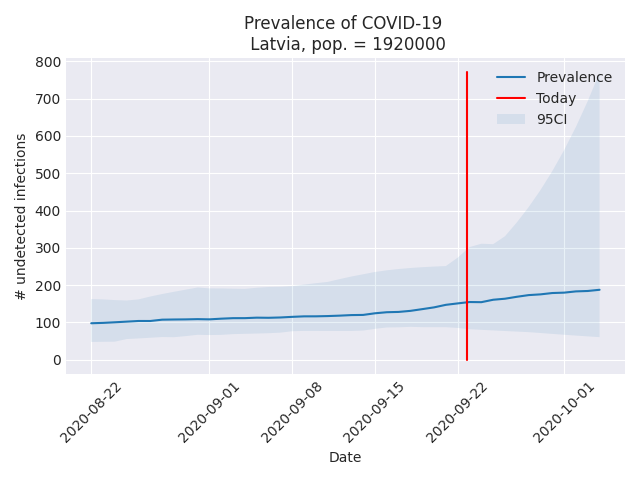 Prevalence of COVID-19
Latvia, pop. = 1920000
800
700
600
500
400
300
200
100
0
# undetected infections
Prevalence
Today
95CI
2020-08-22
2020-09-01
2020-09-08
2020-09-15
2020-09-22
2020-10-01
Date